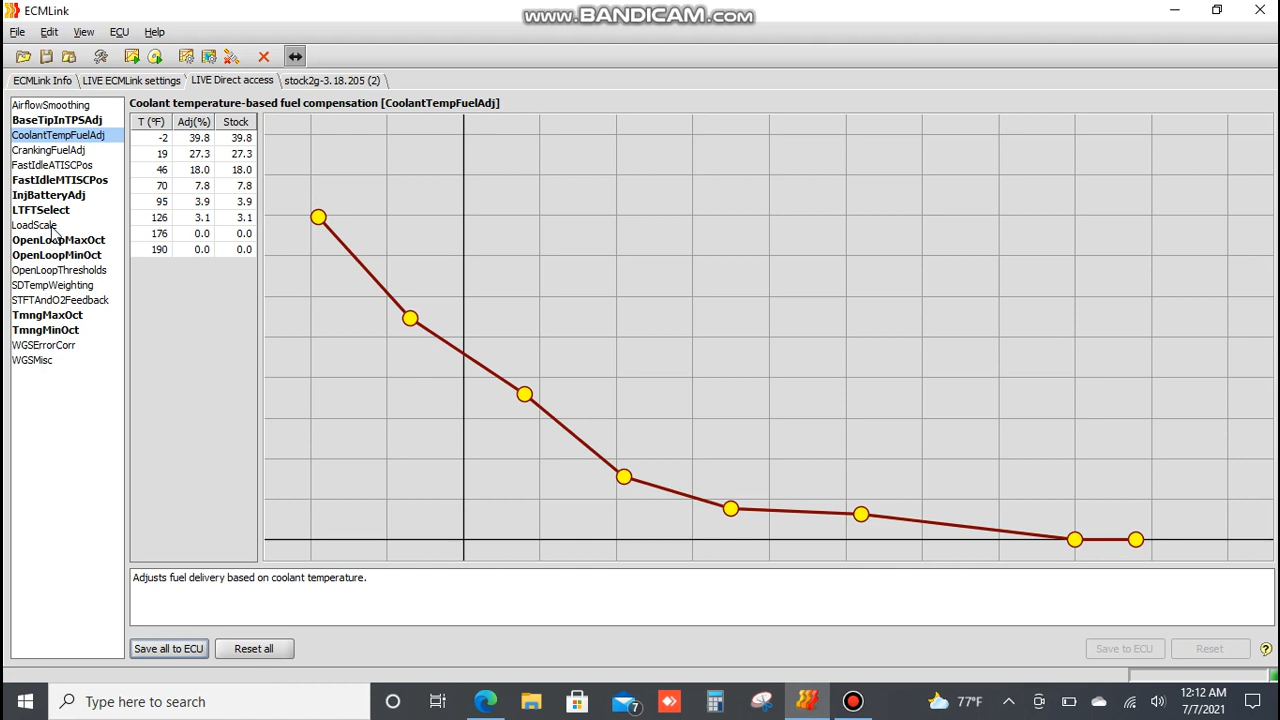 ECMLink
www.BANDICAM.com
File Edit View ECU Help
ECMLink Info LIVE ECMLink settings LIVE Direct access stock2g-3.18.205 (2)
AirflowSmoothing
BaseTipInTPSAdj
CoolantTempFuelAdj
CrankingFuelAdj
FastIdleATISCPos
FastIdleMTISCPos
InjBatteryAdj
LTFTSelect
LoadScale
OpenLoopMaxOct
OpenLoopMinOct
OpenLoopThresholds
SDTempWeighting
STFTAndO2Feedback
TmngMaxOct
TmngMinOct
WGSErrorCorr
WGSMisc
Coolant temperature-based fuel compensation [CoolantTempFuelAdj]
T (°F) Adj(%) Stock
-2 39.8 39.8
19 27.3 27.3
46 18.0 18.0
70 7.8 7.8
95 3.9 3.9
126 3.1 3.1
176 0.0 0.0
190 0.0 0.0
Adjusts fuel delivery based on coolant temperature.
Save all to ECU Reset all Save to ECU Reset
Type here to search
7
77°F
12:12 AM
7/7/2021